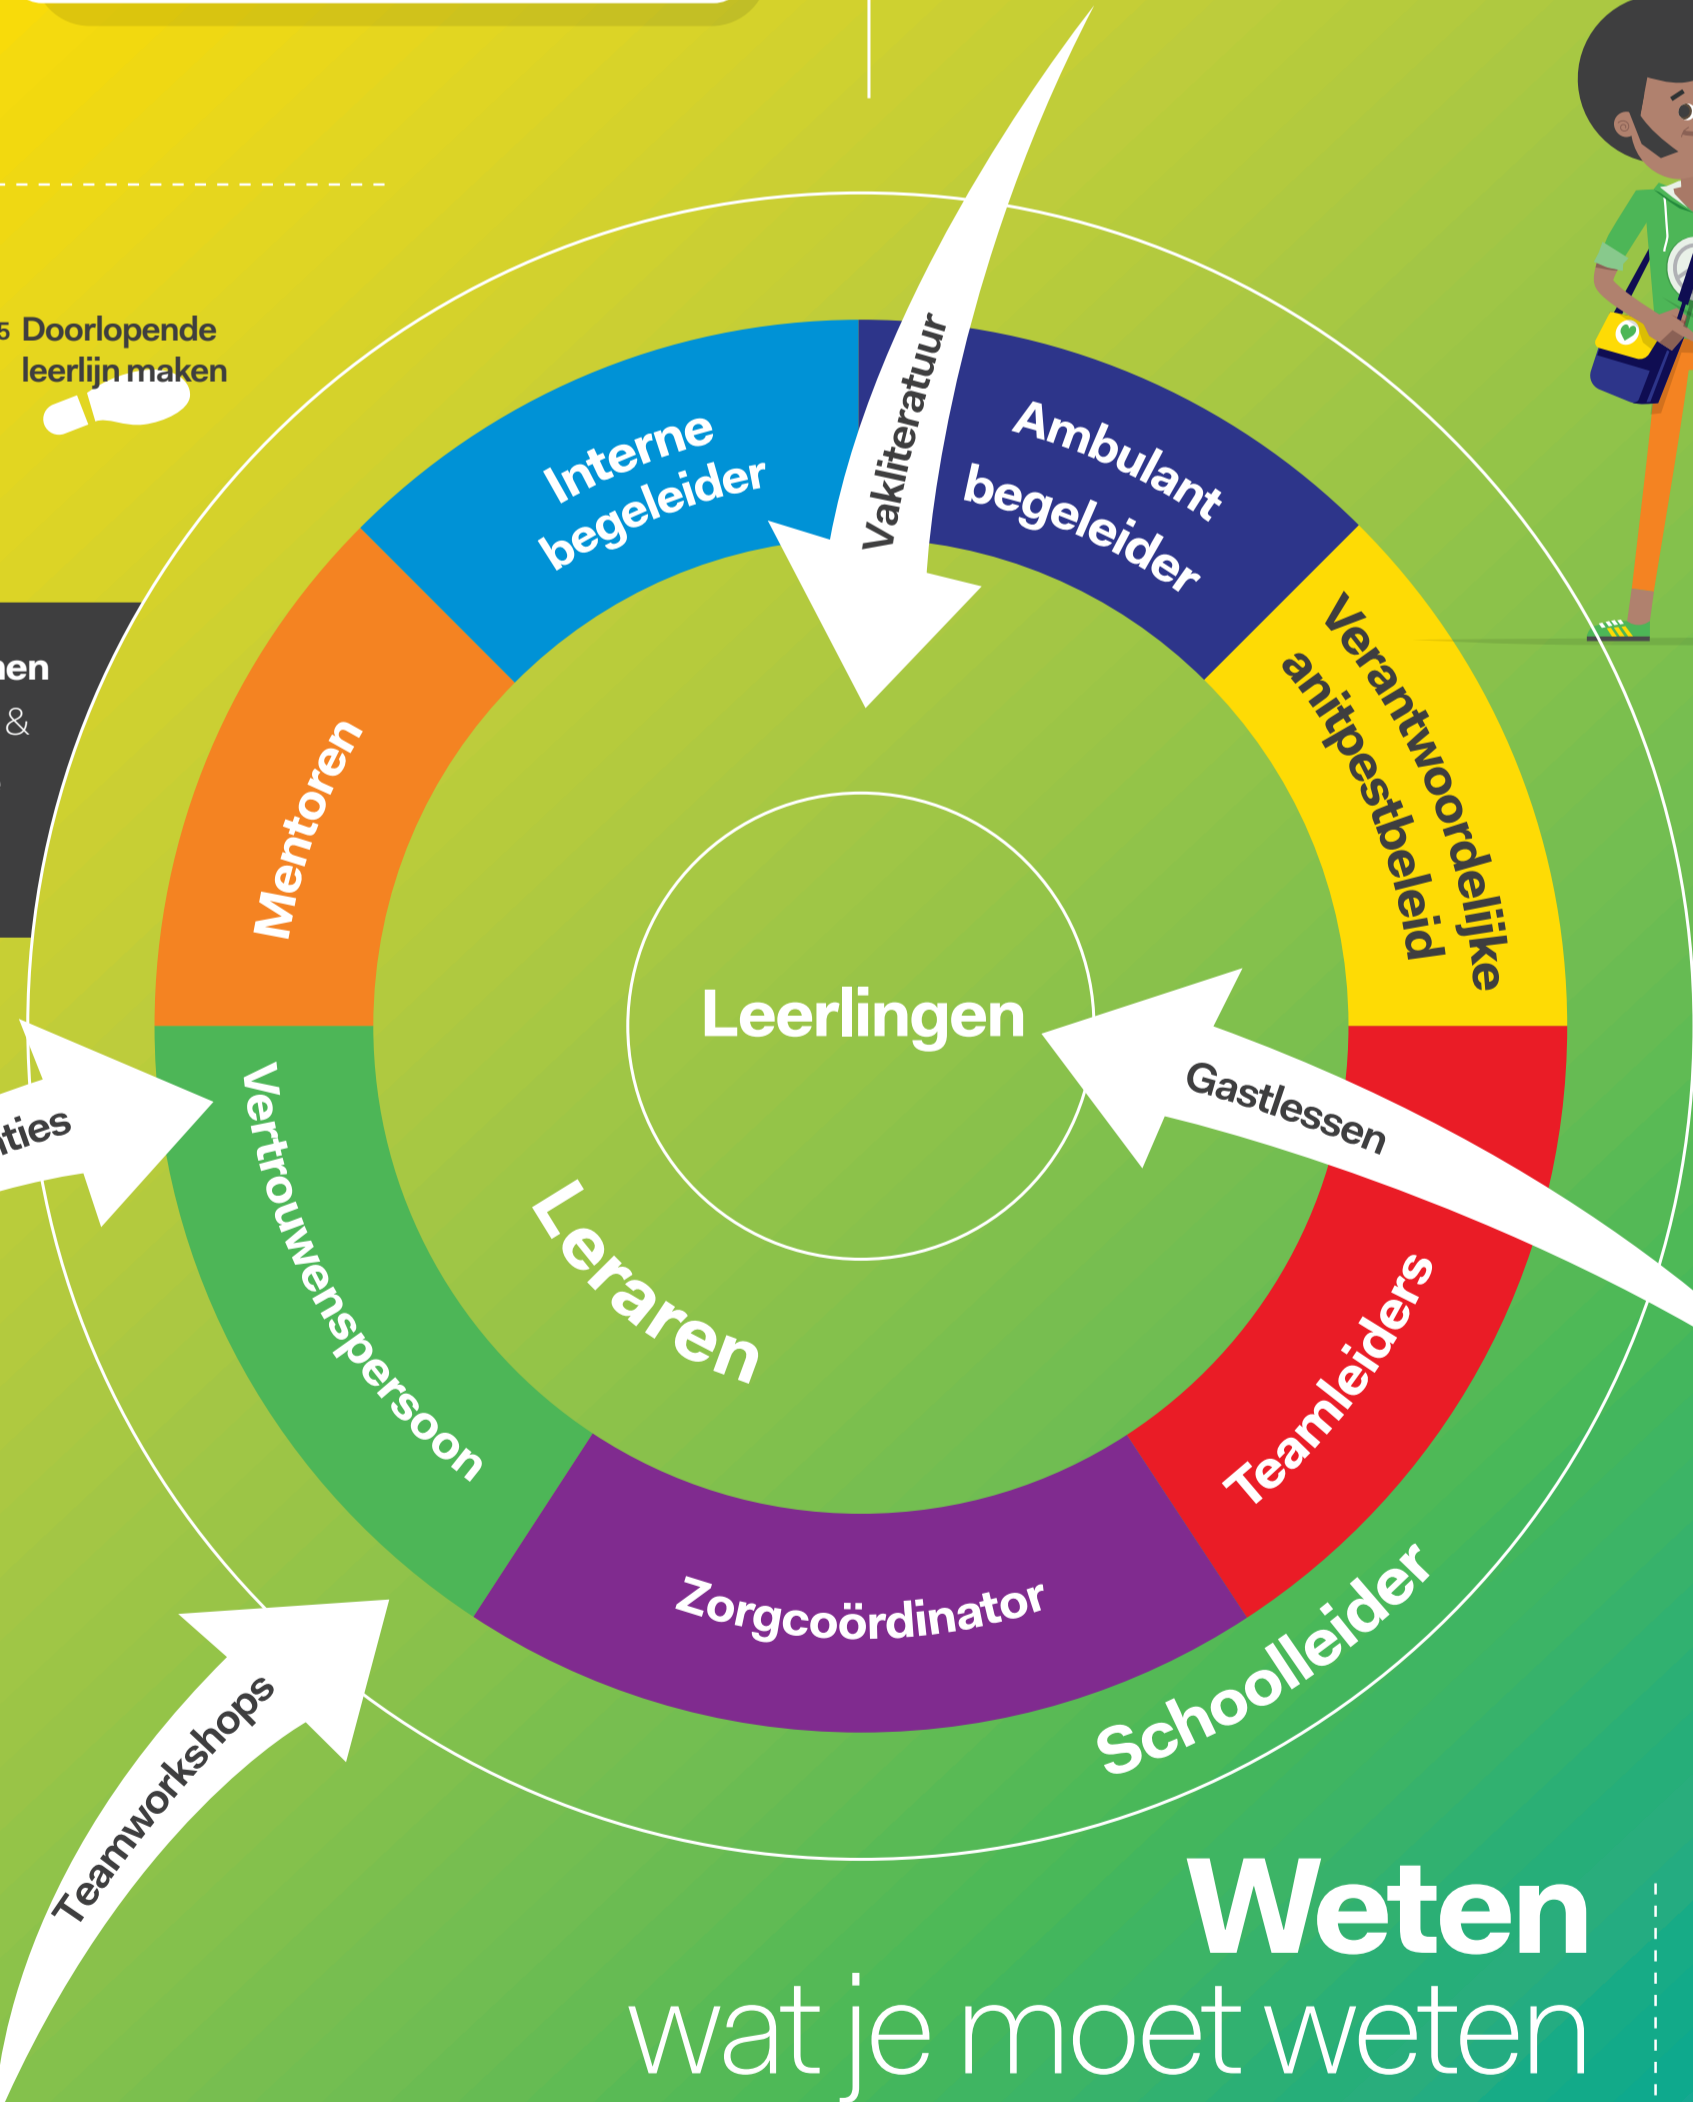 5 Doorlopende
leerlijn maken
&
Vakliteratuur
Interne
begeleider
Ambulant
begeleider
Verantwoordelijke
anitpestbeleid
Mentoren
Leerlingen
Gastlessen
Vertrouwenspersoon
Leraren
Teamleiders
Zorgcoördinator
Schoolleider
Teamworkshops
Weten
wat je moet weten